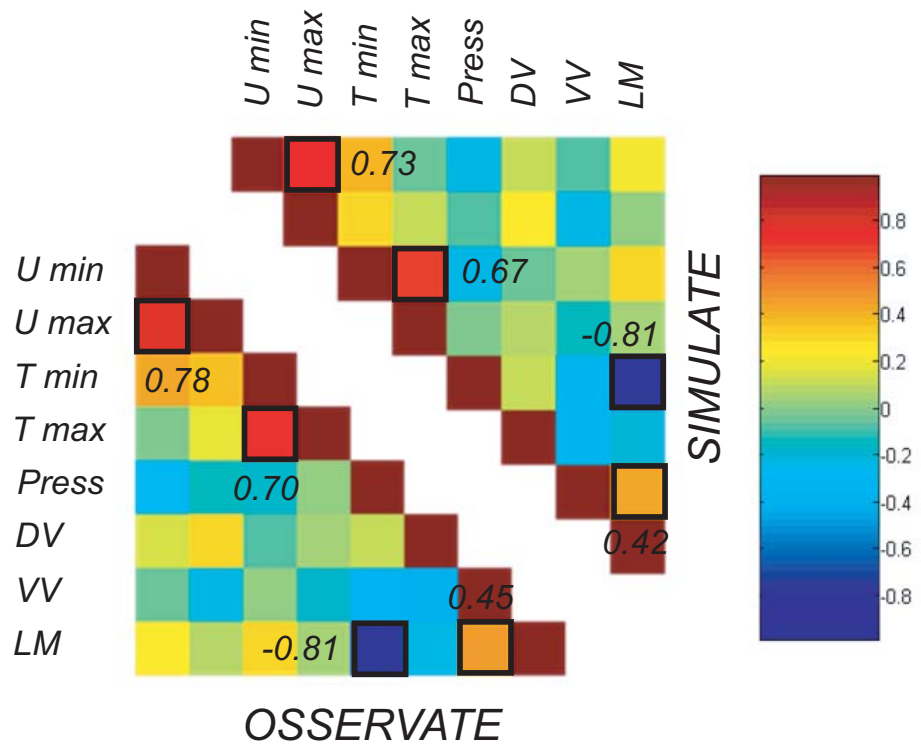 U min U max T min T max Press DV VV LM
0.73
U min
0.67
U max
-0.81
T min
0.78
T max
Press
0.70
DV
0.42
VV
0.45
LM
-0.81
SIMULATE
OSSERVATE
0.8
0.6
0.4
0.2
0
-0.2
-0.4
-0.6
-0.8